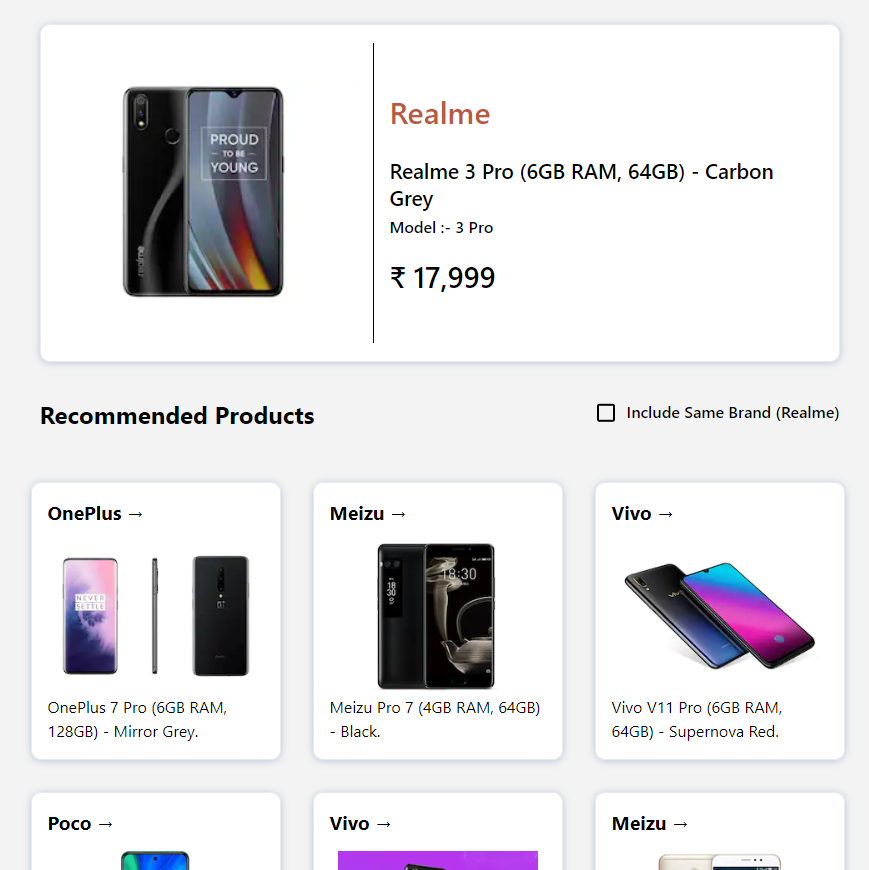 Realme
PROUD
TO BE
YOUNG
realme
Realme 3 Pro (6GB RAM, 64GB) - Carbon
Grey
Model :- 3 Pro
₹ 17,999
Recommended Products
Include Same Brand (Realme)
OnePlus →
Meizu →
Vivo →
NEVER
SETTLE
18:30
18
30
vivo
OnePlus 7 Pro (6GB RAM,
128GB) - Mirror Grey.
Meizu Pro 7 (4GB RAM, 64GB)
- Black.
Vivo V11 Pro (6GB RAM,
64GB) - Supernova Red.
Poco →
Vivo →
Meizu →